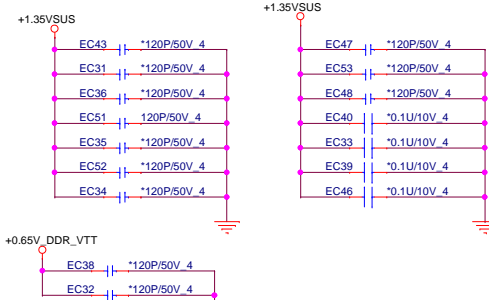 +1.35VSUS
EC43 *120P/50V_4
EC31 *120P/50V_4
EC36 *120P/50V_4
EC51 120P/50V_4
EC35 *120P/50V_4
EC52 *120P/50V_4
EC34 *120P/50V_4
+1.35VSUS
EC47 *120P/50V_4
EC53 *120P/50V_4
EC48 *120P/50V_4
EC40 *0.1U/10V_4
EC33 *0.1U/10V_4
EC39 *0.1U/10V_4
EC46 *0.1U/10V_4
+0.65V_DDR_VTT
EC38 *120P/50V_4
EC32 *120P/50V_4